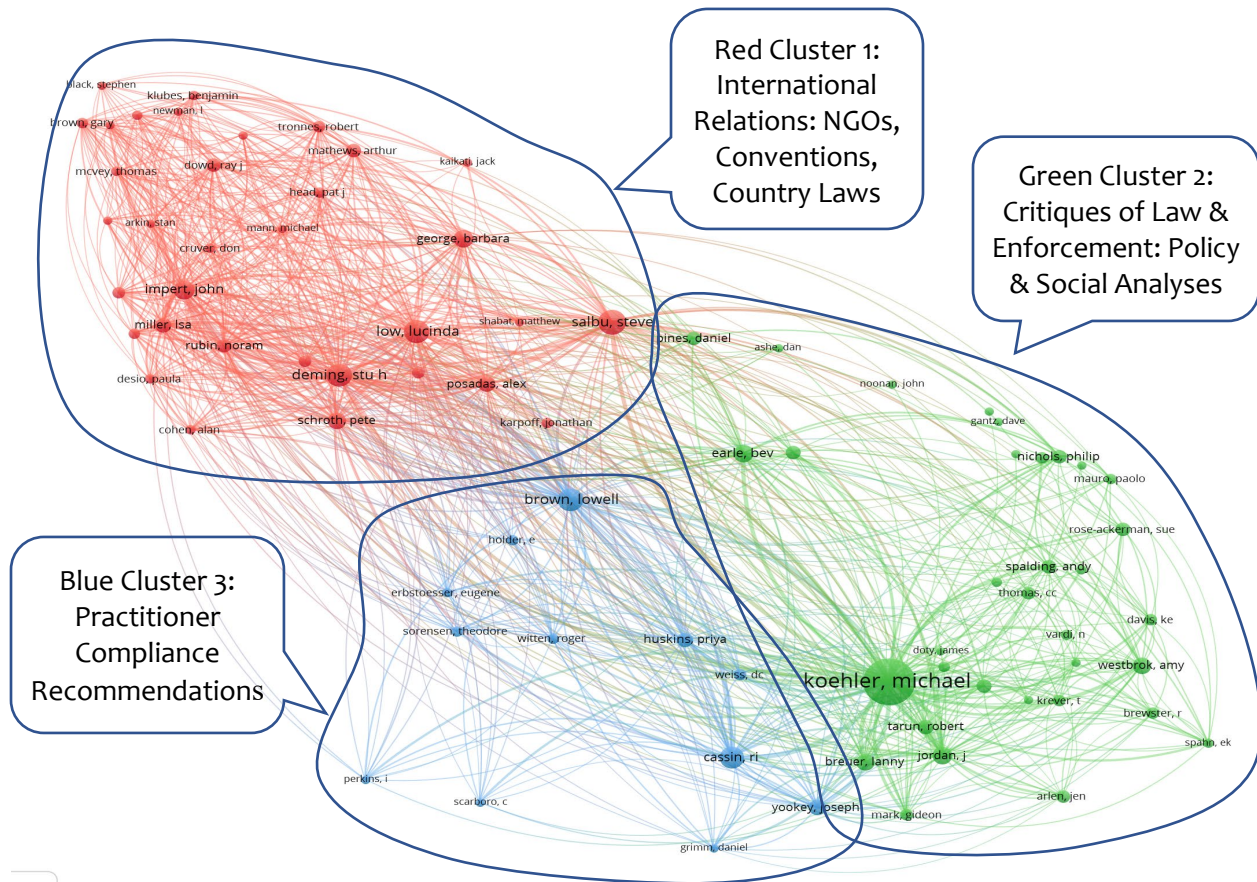 Red Cluster 1:
International
Relations: NGOs,
Conventions,
Country Laws
Green Cluster 2:
Critiques of Law &
Enforcement: Policy
& Social Analyses
Blue Cluster 3:
Practitioner
Compliance
Recommendations
black, stephen
klubes, benjamin
newman, l
brown, gary
tronnes, robert
mathews, arthur
kaikati, jack
mcvey, thomas
dowd, ray j
head, pat j
arkin, stan
mann, michael
cruver, don
george, barbara
impert, john
miller, lsa
low, lucinda
shabat, matthew
salbu, steve
rubin, noram
pines, daniel
ashe, dan
desio, paula
deming, stu h
posadas, alex
noonan, john
schroth, pete
karpoff, jonathan
cohen, alan
gantz, dave
earle, bev
nichols, philip
mauro, paolo
brown, lowell
rose-ackerman, sue
holder, e
spalding, andy
erbstoesser, eugene
thomas, cc
davis, ke
sorensen, theodore
witten, roger
huskins, priya
vardi, n
doty, james
westbrok, amy
weiss, dc
koehler, michael
krever, t
brewster, r
tarun, robert
spahn, ek
cassin, ri
breuer, lanny
jordan, j
perkins, i
arlen, jen
scarboro, c
yookey, joseph
mark, gideon
grimm, daniel